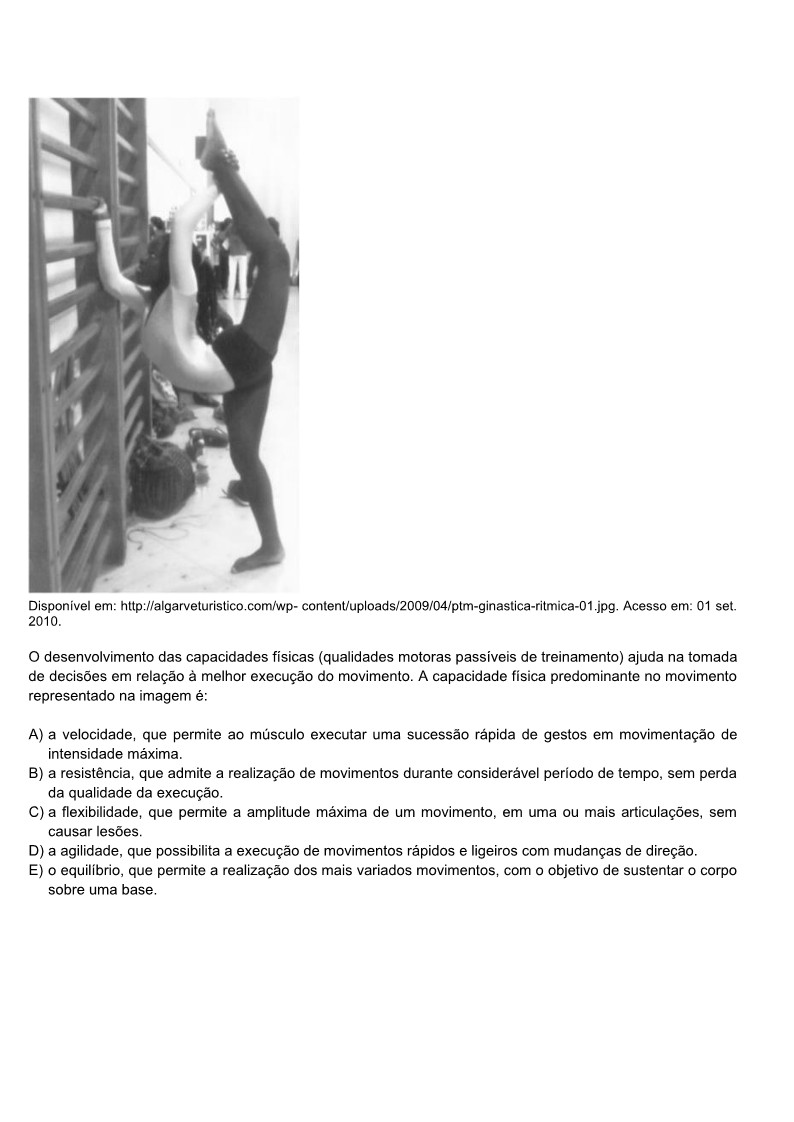 Disponível em: http://algarveturistico.com/wp- content/uploads/2009/04/ptm-ginastica-ritmica-01.jpg. Acesso em: 01 set.
2010.
O desenvolvimento das capacidades físicas (qualidades motoras passíveis de treinamento) ajuda na tomada
de decisões em relação à melhor execução do movimento. A capacidade física predominante no movimento
representado na imagem é:
A) a velocidade, que permite ao músculo executar uma sucessão rápida de gestos em movimentação de
intensidade máxima.
B) a resistência, que admite a realização de movimentos durante considerável período de tempo, sem perda
da qualidade da execução.
C) a flexibilidade, que permite a amplitude máxima de um movimento, em uma ou mais articulações, sem
causar lesões.
D) a agilidade, que possibilita a execução de movimentos rápidos e ligeiros com mudanças de direção.
E) o equilíbrio, que permite a realização dos mais variados movimentos, com o objetivo de sustentar o corpo
sobre uma base.